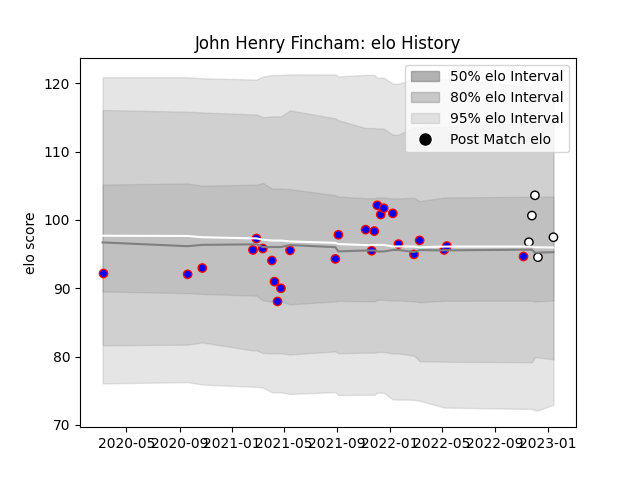 John Henry Fincham: elo History
120
110
100
90
80
70
elo score
50% elo Interval
80% elo Interval
95% elo Interval
Post Match elo
2020-05 2020-09 2021-01 2021-05 2021-09 2022-01 2022-05 2022-09 2023-01